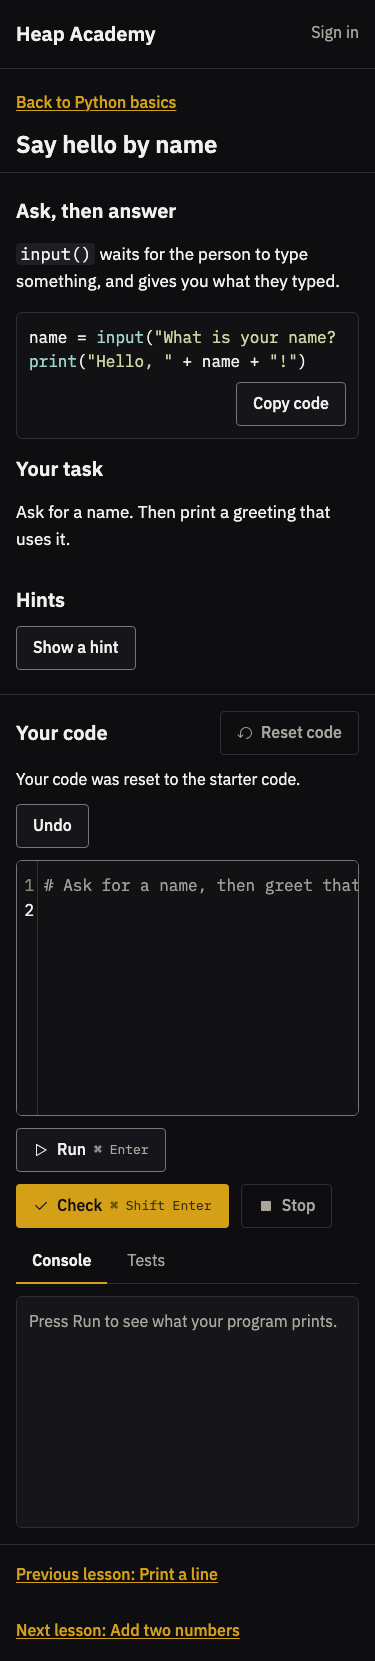 Heap Academy
Sign in
Back to Python basics
Say hello by name
Ask, then answer
input() waits for the person to type
something, and gives you what they typed.
name = input("What is your name?
print("Hello, " + name + "!")
Copy code
Your task
Ask for a name. Then print a greeting that
uses it.
Hints
Show a hint
Your code
Reset code
Your code was reset to the starter code.
Undo
1 # Ask for a name, then greet that
2
Run ⌘ Enter
Check ⌘ Shift Enter
Stop
Console
Tests
Press Run to see what your program prints.
Previous lesson: Print a line
Next lesson: Add two numbers